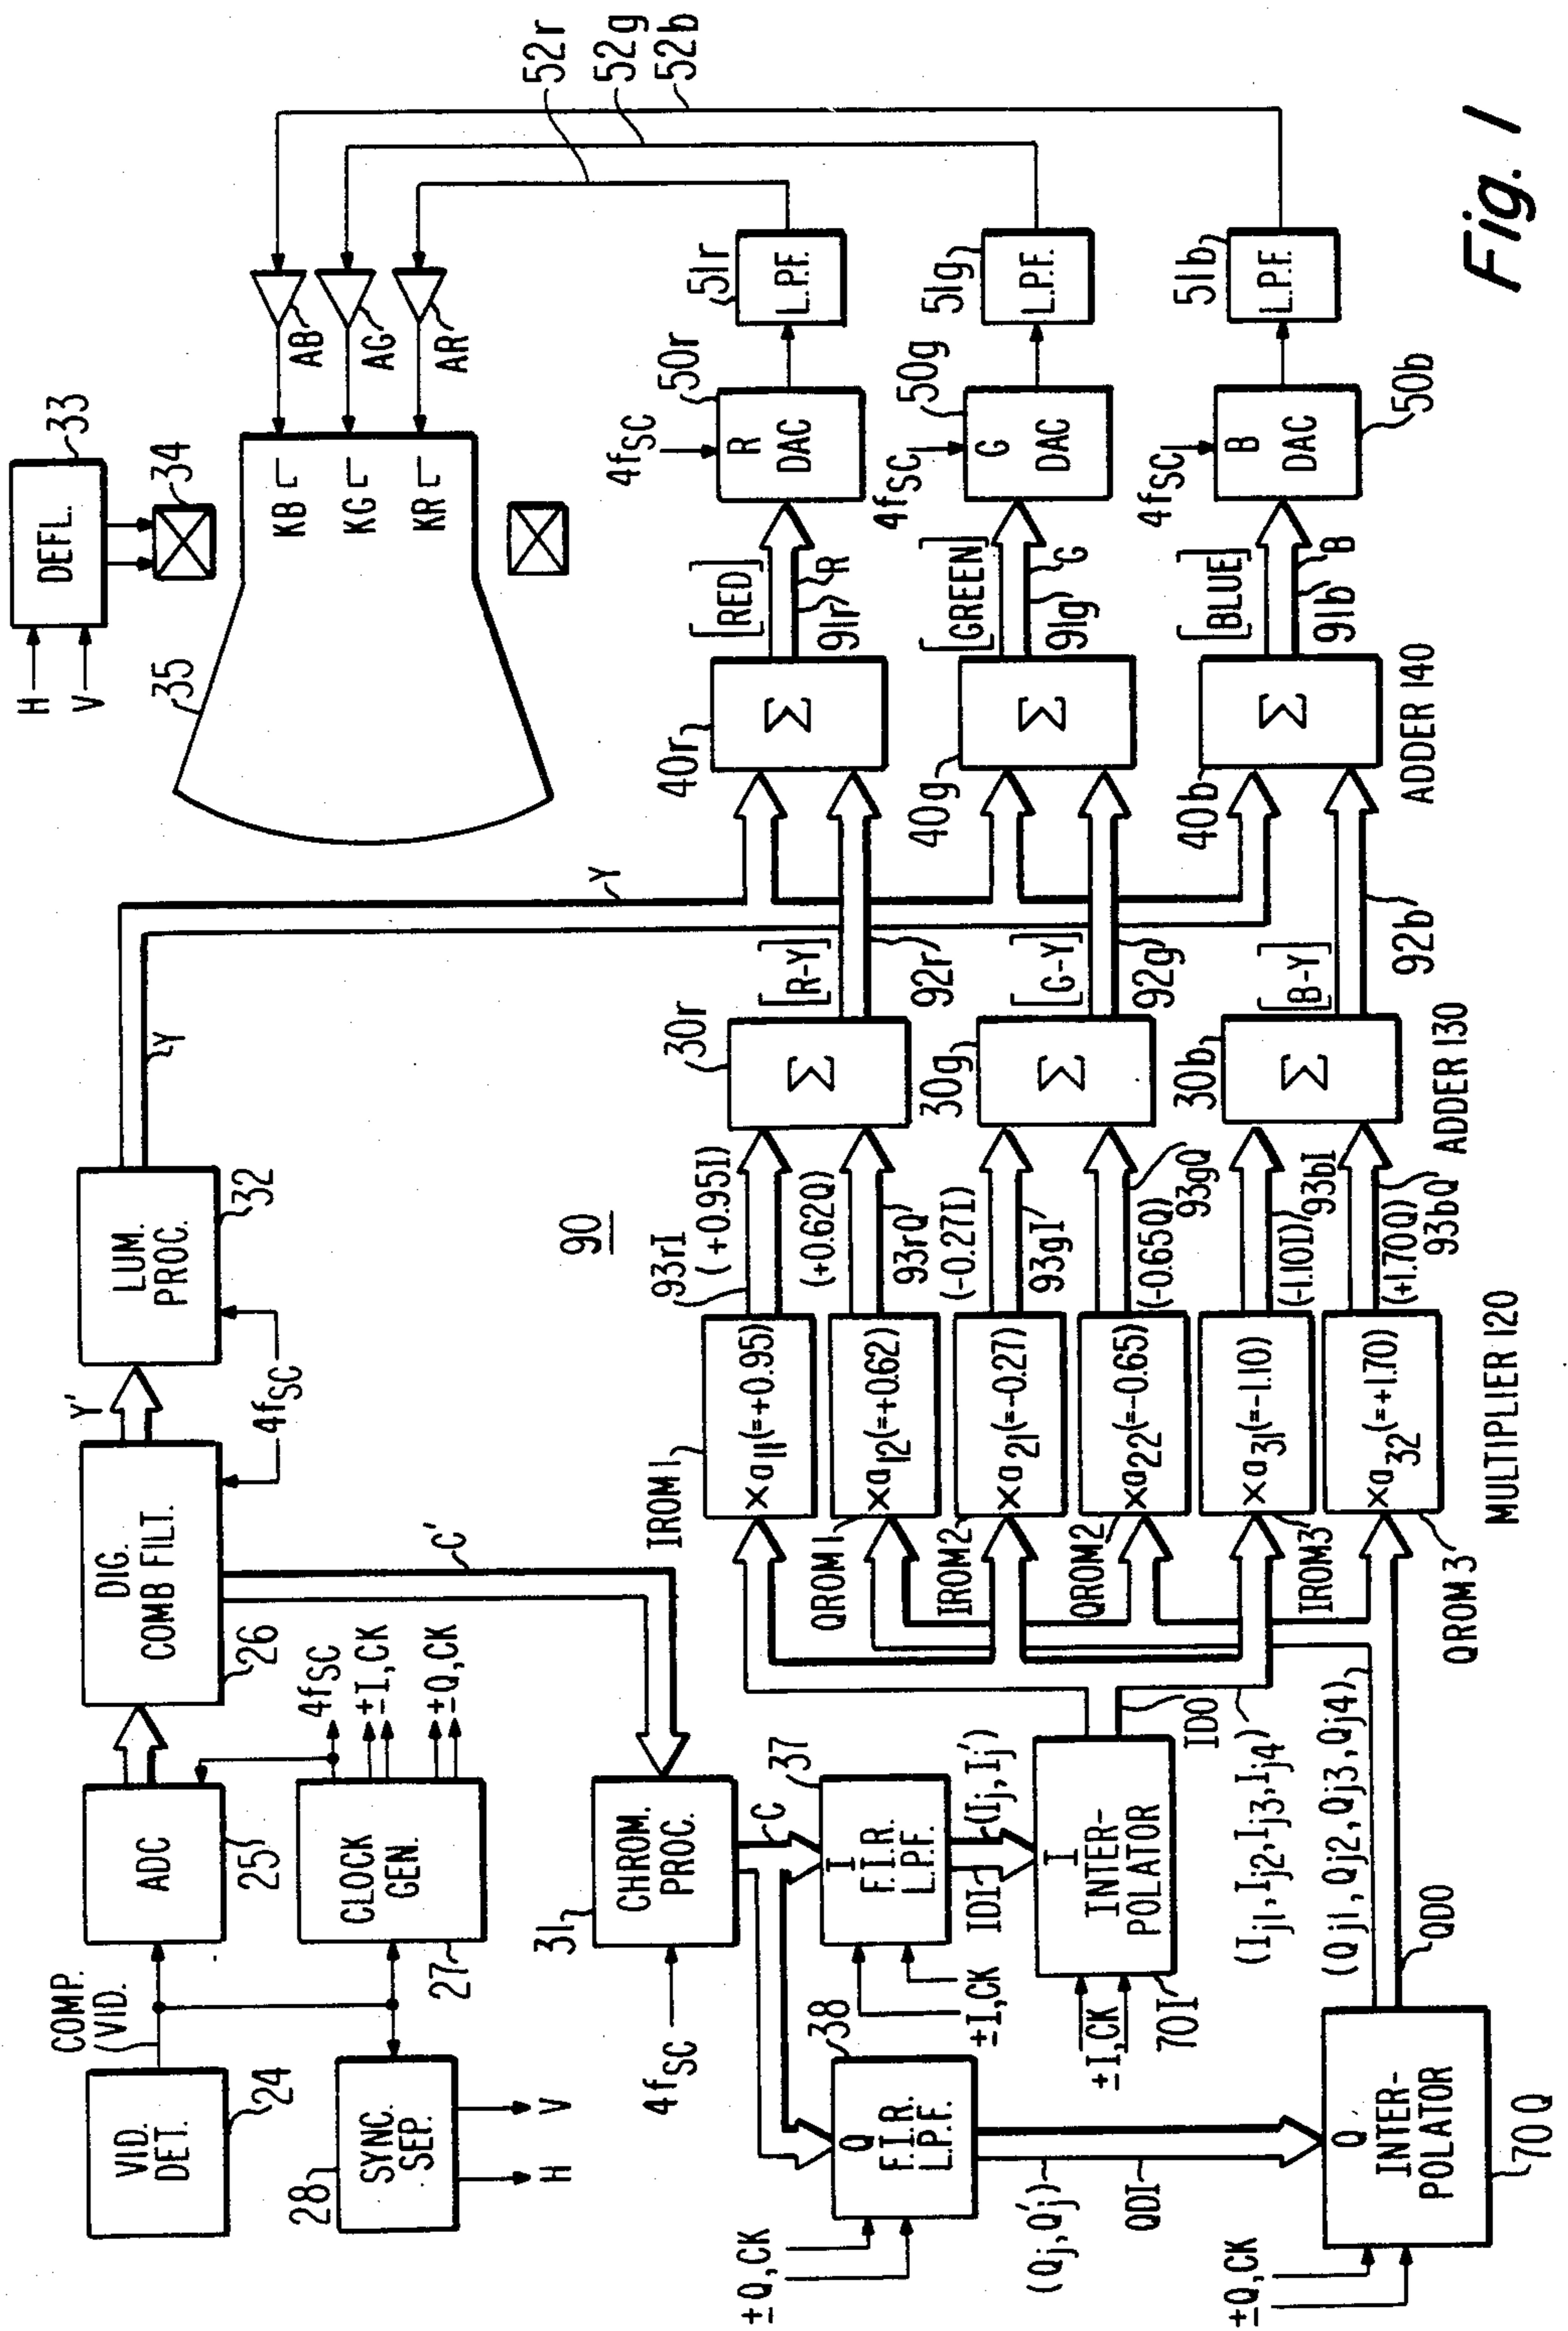 VID.
DET.
24
COMP.
VID.
SYNC.
SEP.
28
H
V
ADC
25
CLOCK
GEN.
27
4fSC
±I,CK
±Q,CK
DIG.
COMB FILT.
26
Y'
C'
4fSC
LUM.
PROC.
32
Y
Y
H
V
DEFL.
33
34
35
KB
KG
KR
AB
AG
AR
52r
52g
52b
CHROM.
PROC.
31
4fSC
C
I
F.I.R.
L.P.F.
37
±I,CK
IDI
(Ij,Ij')
I
INTER-
POLATOR
70I
±I,CK
IDO
(Ij1,Ij2,Ij3,Ij4)
Q
F.I.R.
L.P.F.
38
±Q,CK
(Qj,Qj')
QDI
Q
INTER-
POLATOR
70Q
±Q,CK
(Qj1,Qj2,Qj3,Qj4)
QDO
90
IROM1
×a11(=+0.95)
93rI
(+0.95I)
QROM1
×a12(=+0.62)
(+0.62Q)
93rQ
IROM2
×a21(=-0.27)
(-0.27I)
93gI
QROM2
×a22(=-0.65)
(-0.65Q)
93gQ
IROM3
×a31(=-1.10)
(-1.10I)
93bI
QROM3
×a32(=+1.70)
(+1.70Q)
93bQ
MULTIPLIER 120
30r
Σ
[R-Y]
92r
30g
Σ
[G-Y]
92g
30b
Σ
[B-Y]
92b
ADDER 130
40r
Σ
[RED]
R
91r
40g
Σ
[GREEN]
G
91g
40b
Σ
[BLUE]
B
91b
ADDER 140
4fSC
R
DAC
50r
4fSC
G
DAC
50g
4fSC
B
DAC
50b
L.P.F.
51r
L.P.F.
51g
L.P.F.
51b
Fig. 1